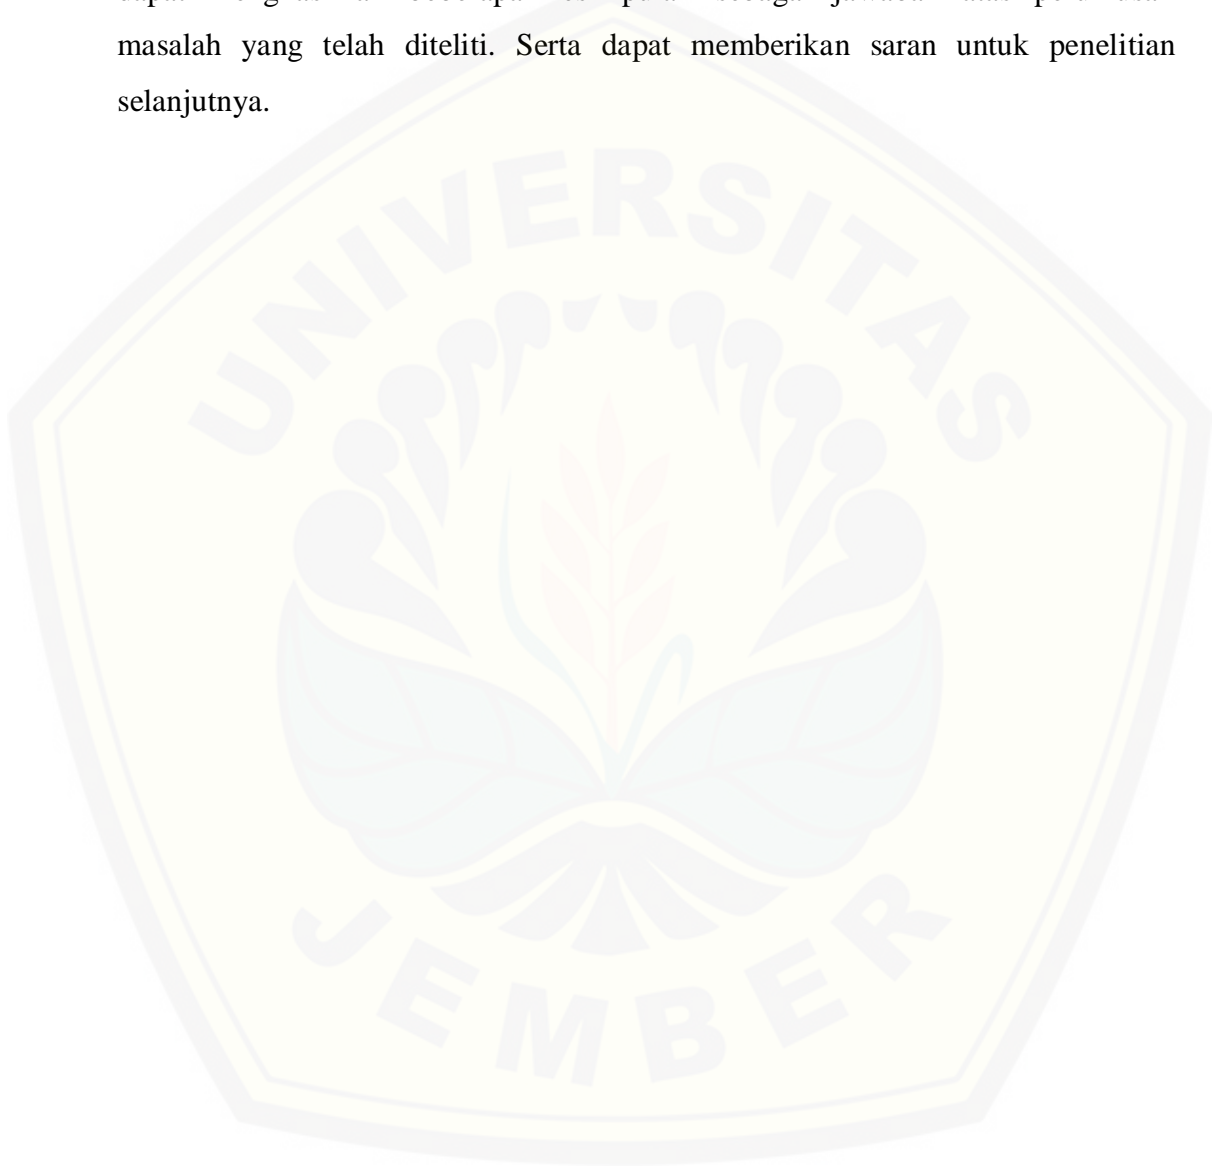 masalah yang telah diteliti. Serta dapat memberikan saran untuk penelitian
selanjutnya.
UNIVERSITAS
JEMBER